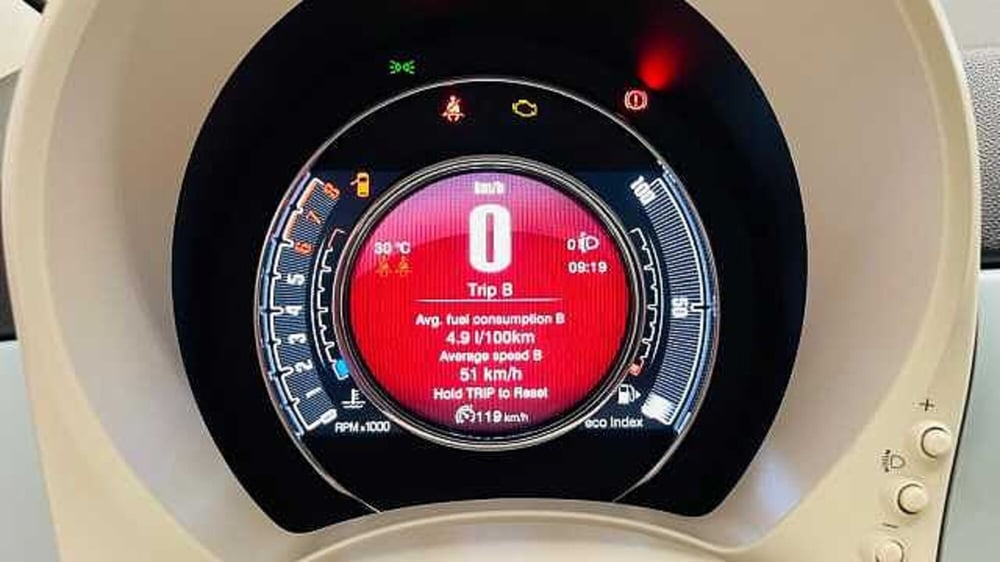 km/h
0
30 °C
0
09:19
Trip B
Avg. fuel consumption B
4.9 l/100km
Average speed B
51 km/h
Hold TRIP to Reset
119 km/h
8
7
6
5
4
3
2
1
0
RPM x1000
100
50
eco Index
+
−